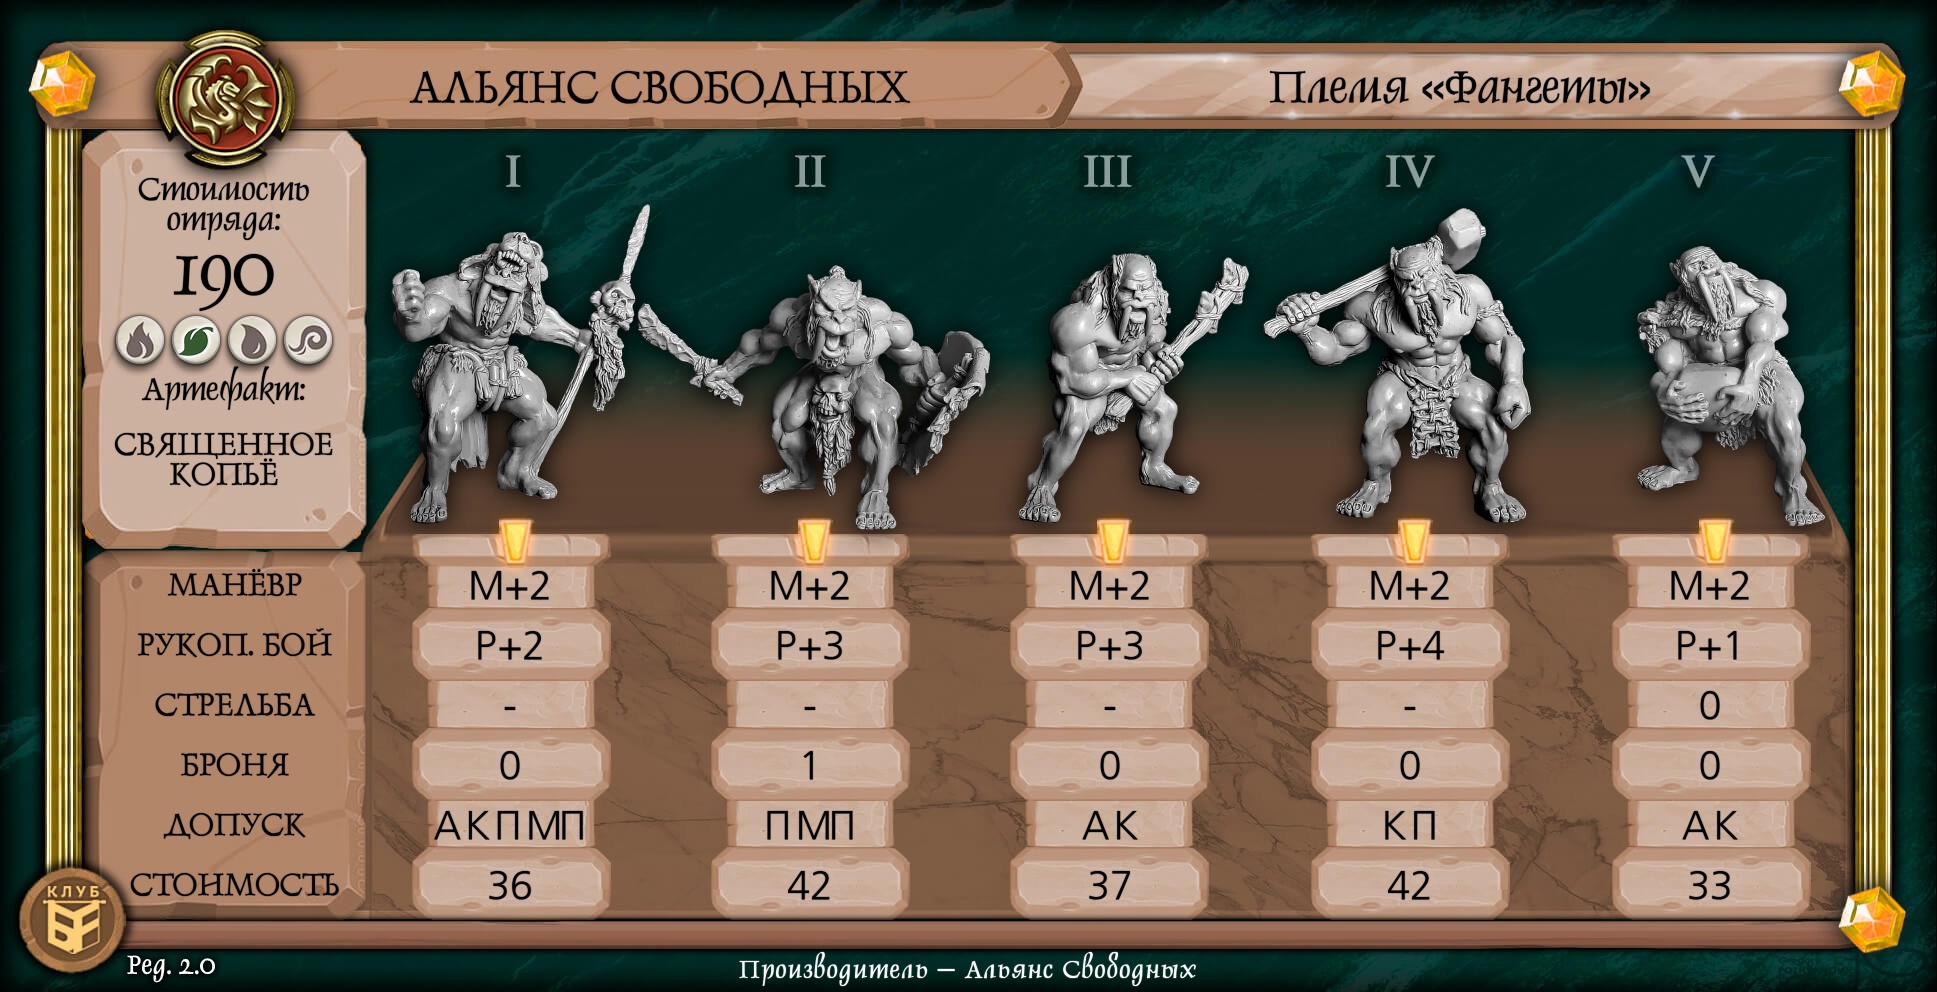 АЛЬЯНС СВОБОДНЫХ
Племя «Фангеты»
Стоимость
отряда:
190
Артефакт:
СВЯЩЕННОЕ
КОПЬЁ
I II III IV V
МАНЁВР M+2 M+2 M+2 M+2 M+2
РУКОП. БОЙ P+2 P+3 P+3 P+4 P+1
СТРЕЛЬБА - - - - 0
БРОНЯ 0 1 0 0 0
ДОПУСК АКПМП ПМП АК КП АК
СТОИМОСТЬ 36 42 37 42 33
КЛУБ
БГ
Ред. 2.0
Производитель – Альянс Свободных